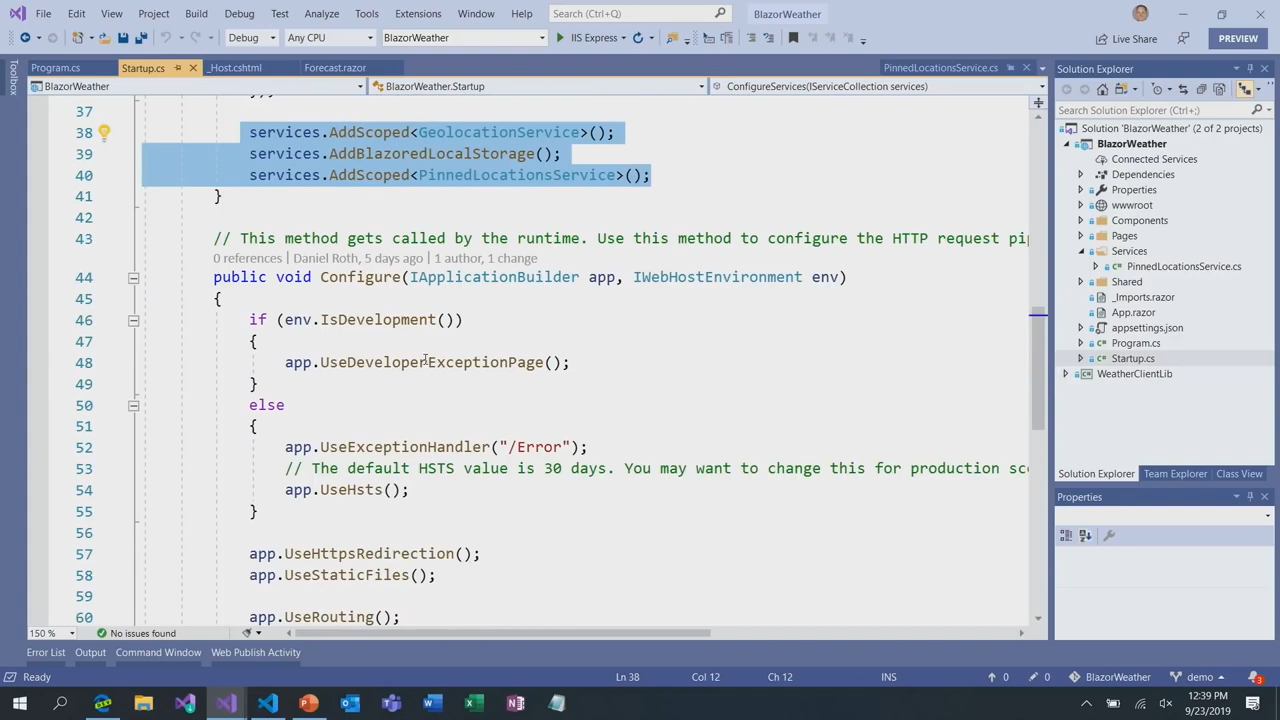 File Edit View Project Build Debug Test Analyze Tools Extensions Window Help Search (Ctrl+Q) BlazorWeather
Debug Any CPU BlazorWeather IIS Express Live Share PREVIEW
Toolbox
Program.cs Startup.cs _Host.cshtml Forecast.razor PinnedLocationsService.cs
BlazorWeather BlazorWeather.Startup ConfigureServices(IServiceCollection services)
37
38 services.AddScoped<GeolocationService>();
39 services.AddBlazoredLocalStorage();
40 services.AddScoped<PinnedLocationsService>();
41 }
42
43 // This method gets called by the runtime. Use this method to configure the HTTP request pip
0 references | Daniel Roth, 5 days ago | 1 author, 1 change
44 public void Configure(IApplicationBuilder app, IWebHostEnvironment env)
45 {
46 if (env.IsDevelopment())
47 {
48 app.UseDeveloperExceptionPage();
49 }
50 else
51 {
52 app.UseExceptionHandler("/Error");
53 // The default HSTS value is 30 days. You may want to change this for production sc
54 app.UseHsts();
55 }
56
57 app.UseHttpsRedirection();
58 app.UseStaticFiles();
59
60 app.UseRouting();
150 % No issues found
Solution Explorer
Search Solution Explorer (Ctrl+;)
Solution 'BlazorWeather' (2 of 2 projects)
BlazorWeather
Connected Services
Dependencies
Properties
wwwroot
Components
Pages
Services
PinnedLocationsService.cs
Shared
_Imports.razor
App.razor
appsettings.json
Program.cs
Startup.cs
WeatherClientLib
Solution Explorer Team Explorer Class View
Properties
Error List Output Command Window Web Publish Activity
Ready Ln 38 Col 12 Ch 12 INS 0 0 BlazorWeather demo 3
12:39 PM
9/23/2019